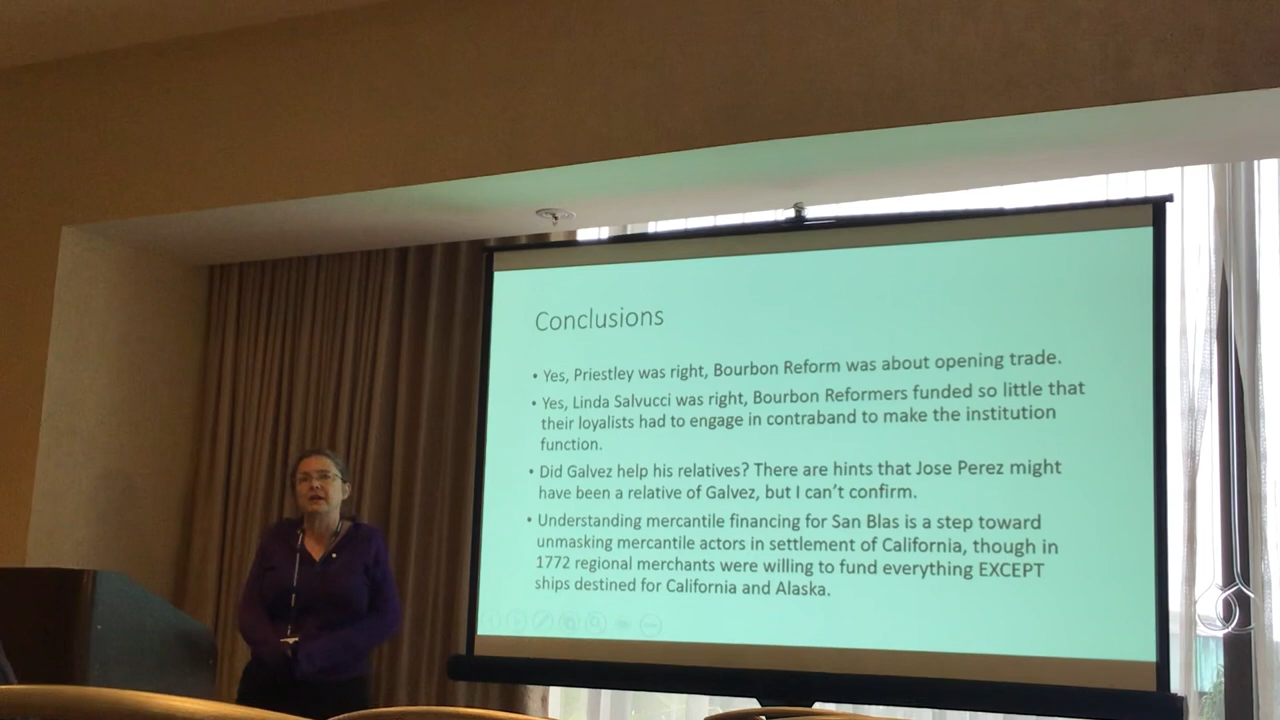 Conclusions
• Yes, Priestley was right, Bourbon Reform was about opening trade.
• Yes, Linda Salvucci was right, Bourbon Reformers funded so little that
their loyalists had to engage in contraband to make the institution
function.
• Did Galvez help his relatives? There are hints that Jose Perez might
have been a relative of Galvez, but I can't confirm.
• Understanding mercantile financing for San Blas is a step toward
unmasking mercantile actors in settlement of California, though in
1772 regional merchants were willing to fund everything EXCEPT
ships destined for California and Alaska.